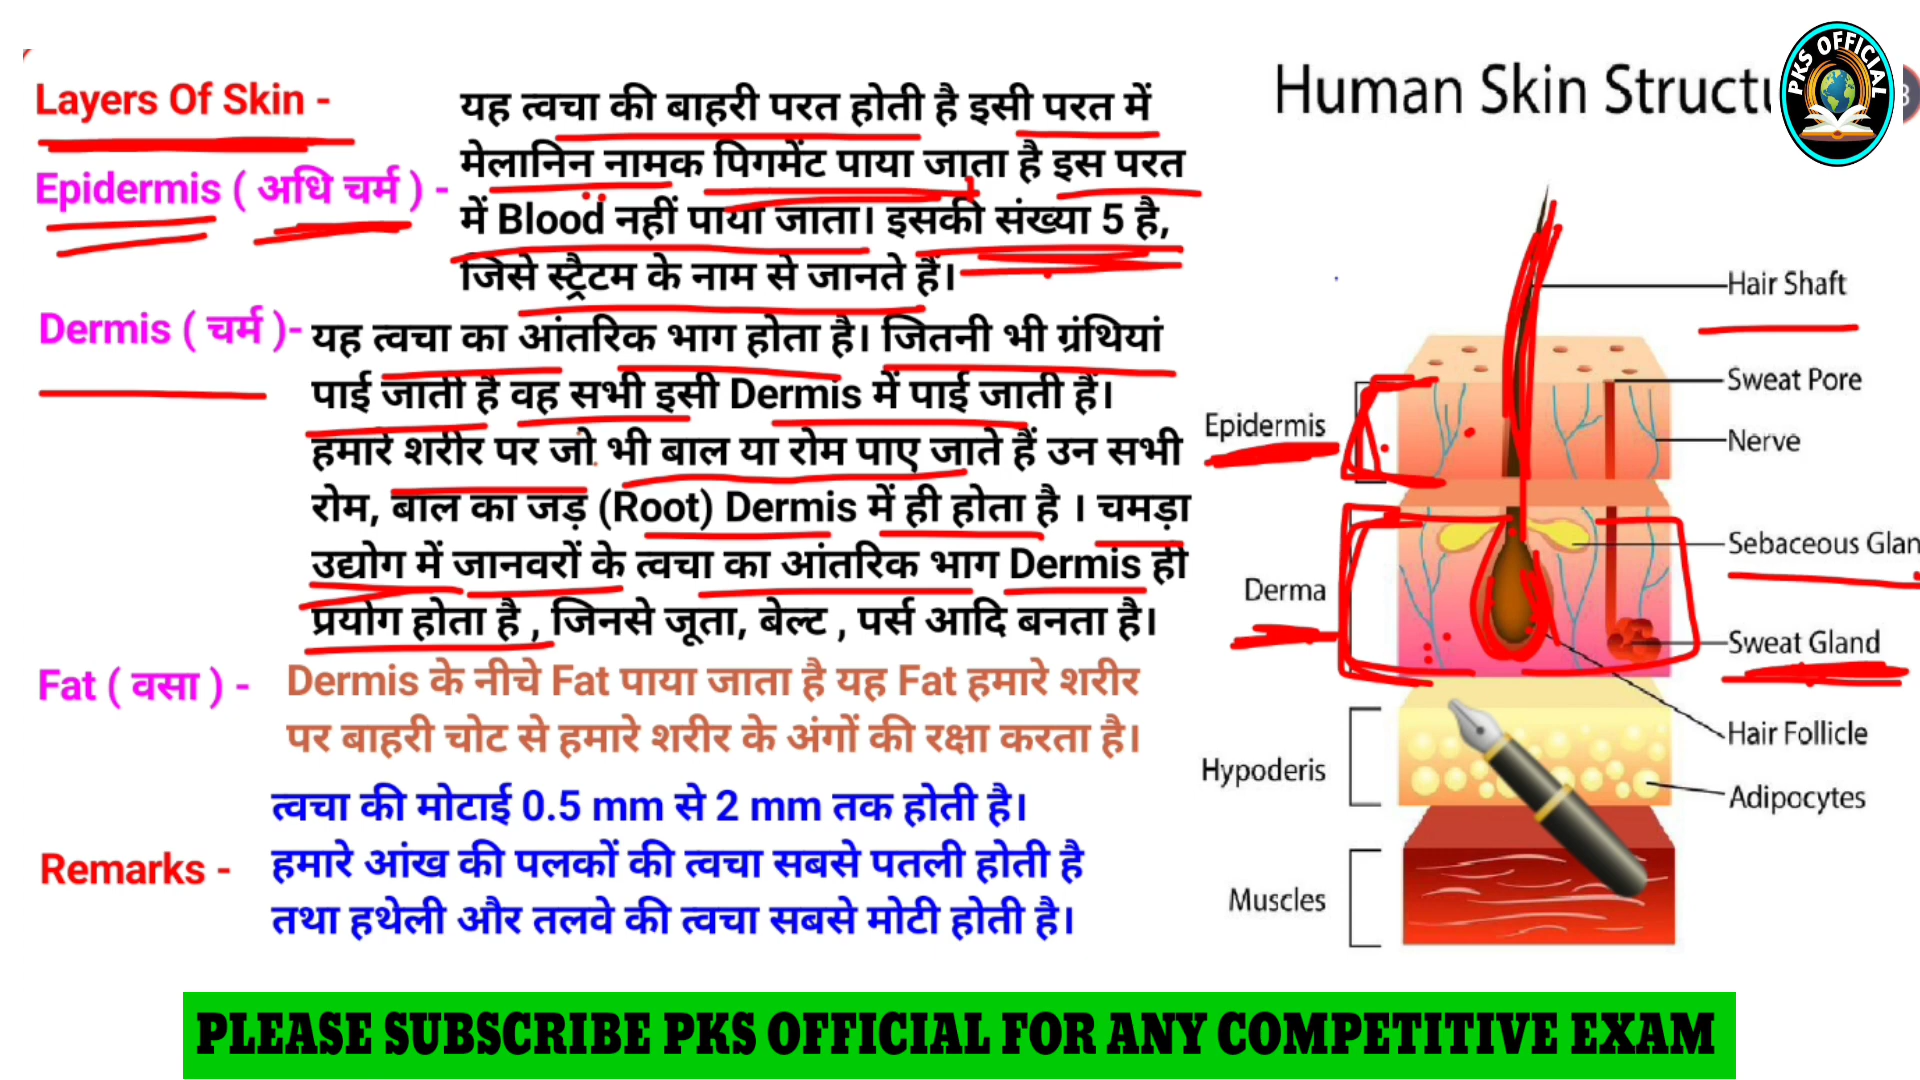 Layers Of Skin -
Epidermis ( अधि चर्म ) -
यह त्वचा की बाहरी परत होती है इसी परत में
मेलानिन नामक पिगमेंट पाया जाता है इस परत
में Blood नहीं पाया जाता। इसकी संख्या 5 है,
जिसे स्ट्रैटम के नाम से जानते हैं।
Dermis ( चर्म )-
यह त्वचा का आंतरिक भाग होता है। जितनी भी ग्रंथियां
पाई जाती है वह सभी इसी Dermis में पाई जाती हैं।
हमारे शरीर पर जो भी बाल या रोम पाए जाते हैं उन सभी
रोम, बाल का जड़ (Root) Dermis में ही होता है । चमड़ा
उद्योग में जानवरों के त्वचा का आंतरिक भाग Dermis ही
प्रयोग होता है , जिनसे जूता, बेल्ट , पर्स आदि बनता है।
Fat ( वसा ) -
Dermis के नीचे Fat पाया जाता है यह Fat हमारे शरीर
पर बाहरी चोट से हमारे शरीर के अंगों की रक्षा करता है।
Remarks -
त्वचा की मोटाई 0.5 mm से 2 mm तक होती है।
हमारे आंख की पलकों की त्वचा सबसे पतली होती है
तथा हथेली और तलवे की त्वचा सबसे मोटी होती है।
Human Skin Structu
PKS OFFICIAL
3
Hair Shaft
Sweat Pore
Epidermis
Nerve
Sebaceous Glan
Derma
Sweat Gland
Hair Follicle
Hypoderis
Adipocytes
Muscles
PLEASE SUBSCRIBE PKS OFFICIAL FOR ANY COMPETITIVE EXAM